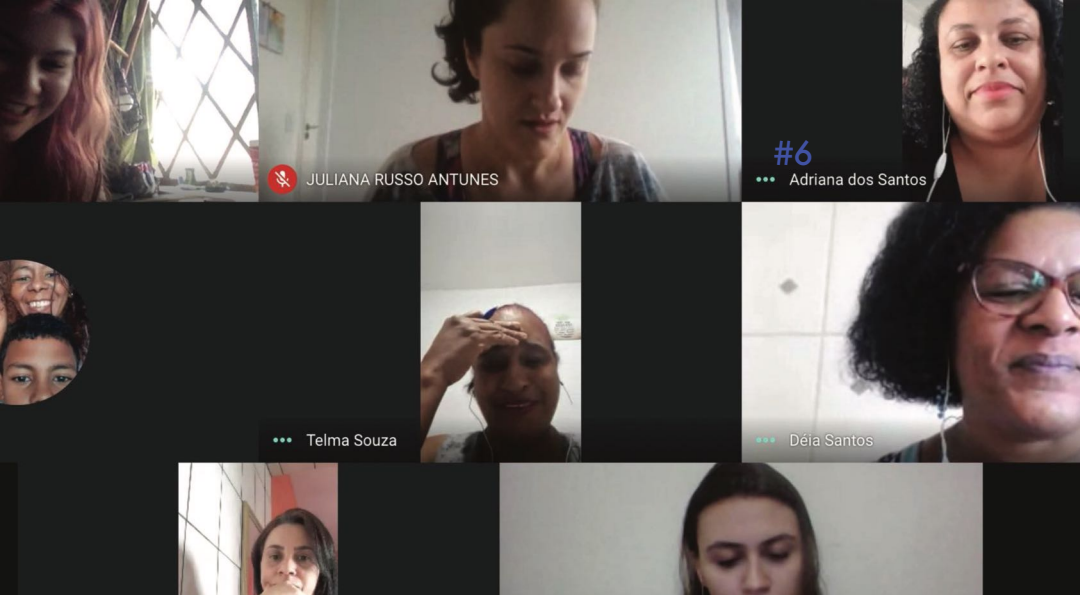 JULIANA RUSSO ANTUNES
#6
Adriana dos Santos
Telma Souza
Déia Santos